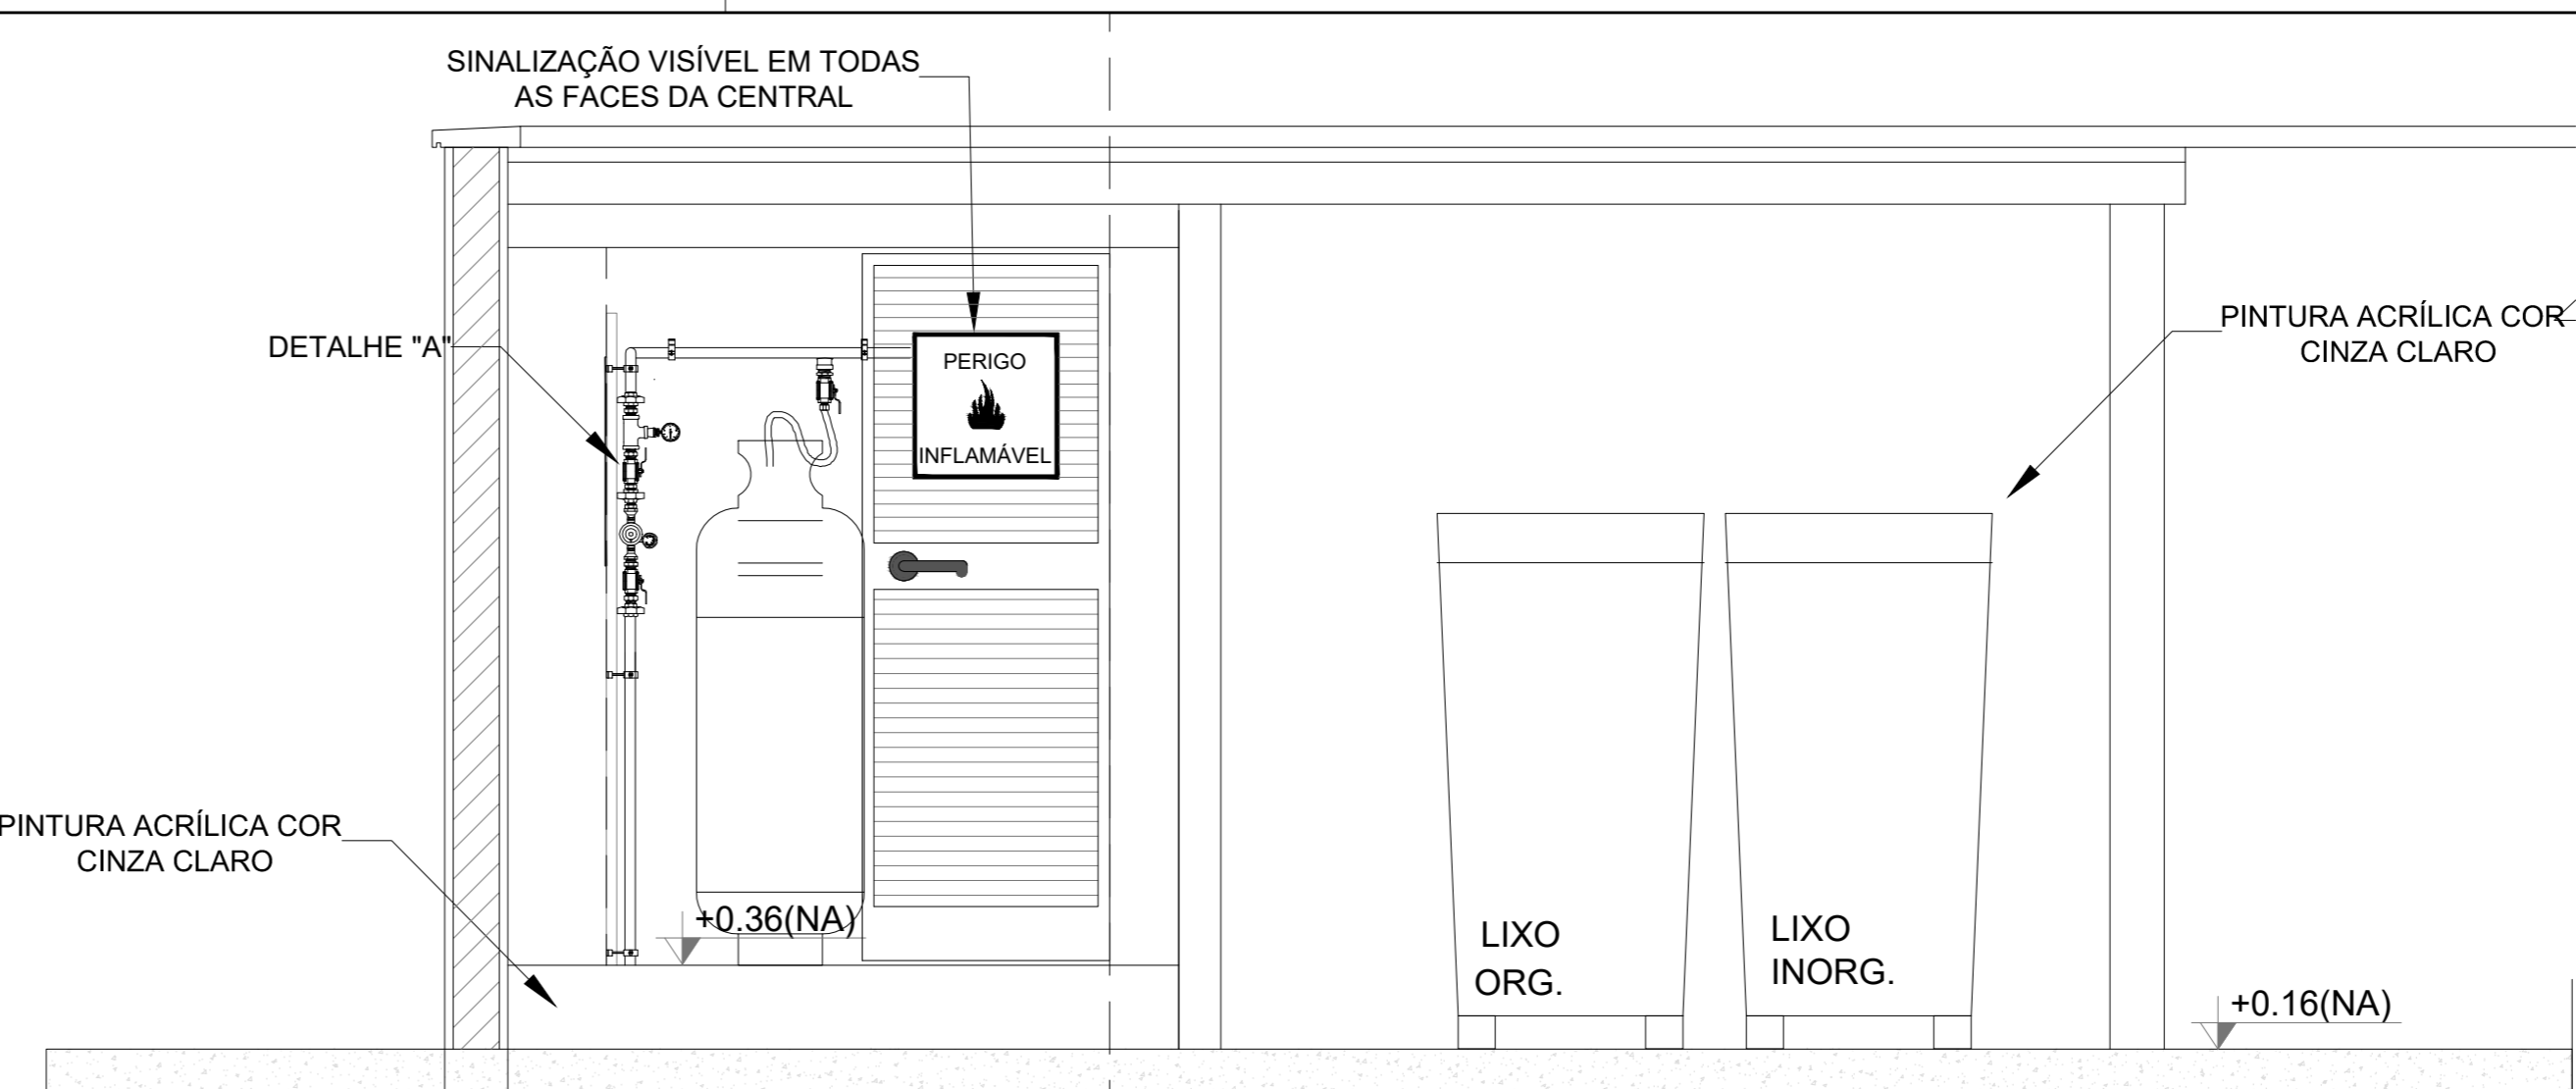 SINALIZAÇÃO VISÍVEL EM TODAS
AS FACES DA CENTRAL
DETALHE "A"
PERIGO
INFLAMÁVEL
PINTURA ACRÍLICA COR
CINZA CLARO
PINTURA ACRÍLICA COR
CINZA CLARO
+0.36(NA)
LIXO
ORG.
LIXO
INORG.
+0.16(NA)